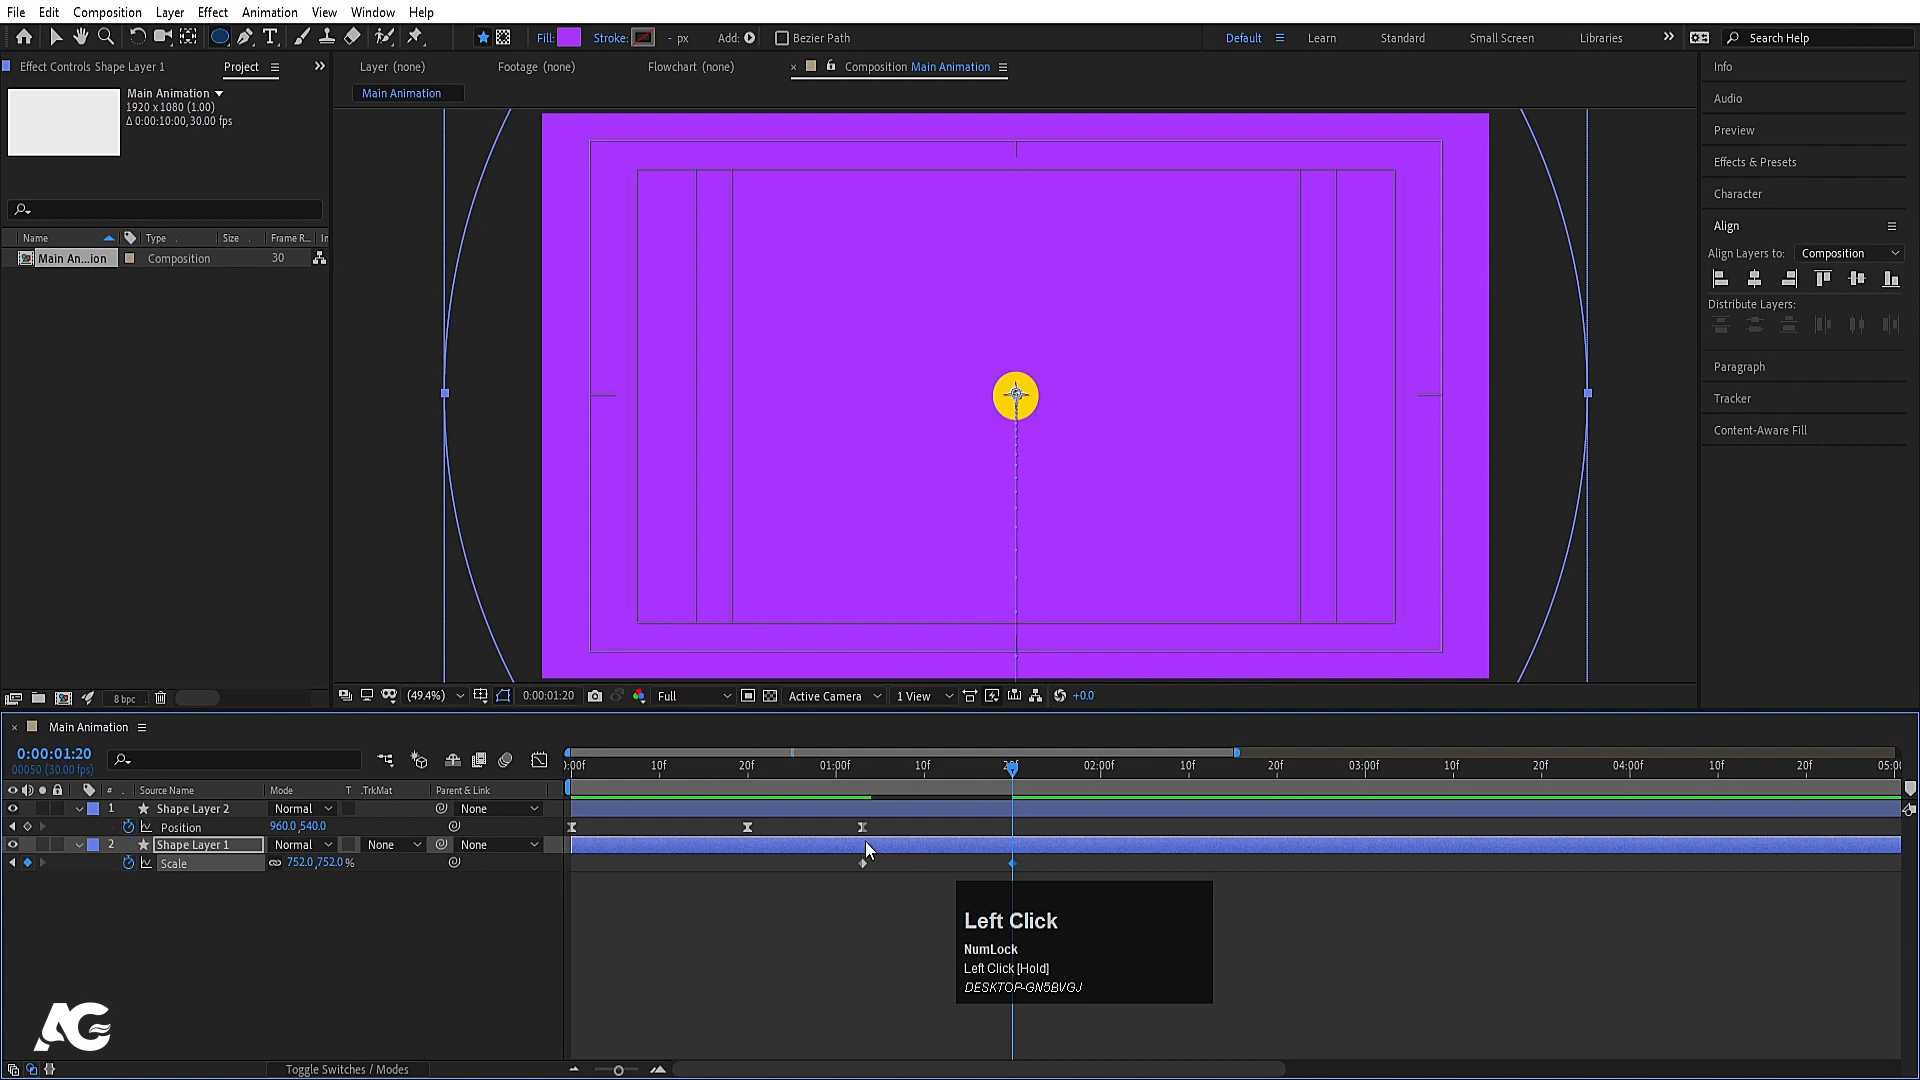 File Edit Composition Layer Effect Animation View Window Help
Fill: Stroke: - px Add: Bezier Path Default Learn Standard Small Screen Libraries Search Help
Effect Controls Shape Layer 1 Project Layer (none) Footage (none) Flowchart (none) Composition Main Animation Info
Main Animation
1920 x 1080 (1.00)
Δ 0:00:10:00, 30.00 fps
Main Animation
Audio
Preview
Effects & Presets
Character
Align
Align Layers to: Composition
Distribute Layers:
Paragraph
Tracker
Content-Aware Fill
Name Type Size Frame R... In
Main An...ion Composition 30
8 bpc (49.4%) 0:00:01:20 Full Active Camera 1 View +0.0
Main Animation
0:00:01:20
00050 (30.00 fps)
):00f 10f 20f 01:00f 10f 20f 02:00f 10f 20f 03:00f 10f 20f 04:00f 10f 20f 05:00
# Source Name Mode T .TrkMat Parent & Link
1 Shape Layer 2 Normal None
Position 960.0,540.0
2 Shape Layer 1 Normal None None
Scale 752.0,752.0 %
Left Click
NumLock
Left Click [Hold]
DESKTOP-GN5BVGJ
AG
Toggle Switches / Modes